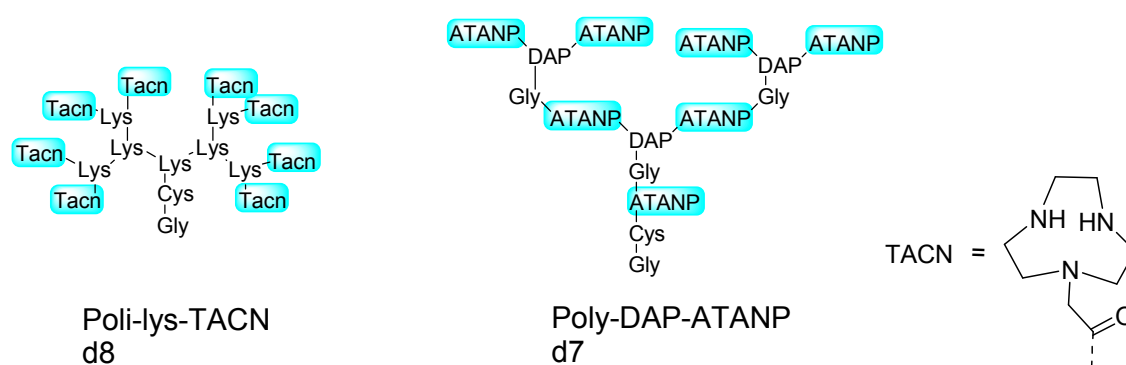 ATANP ATANP
DAP
ATANP ATANP
DAP
Gly Gly
ATANP ATANP
DAP
Gly
ATANP
Cys
Gly
Tacn Tacn
Tacn Tacn
Lys Lys
Lys Lys
Tacn Tacn
Lys Lys Lys
Tacn Tacn
Cys
Gly
TACN =
NH HN
N
O
Poli-lys-TACN
d8
Poly-DAP-ATANP
d7